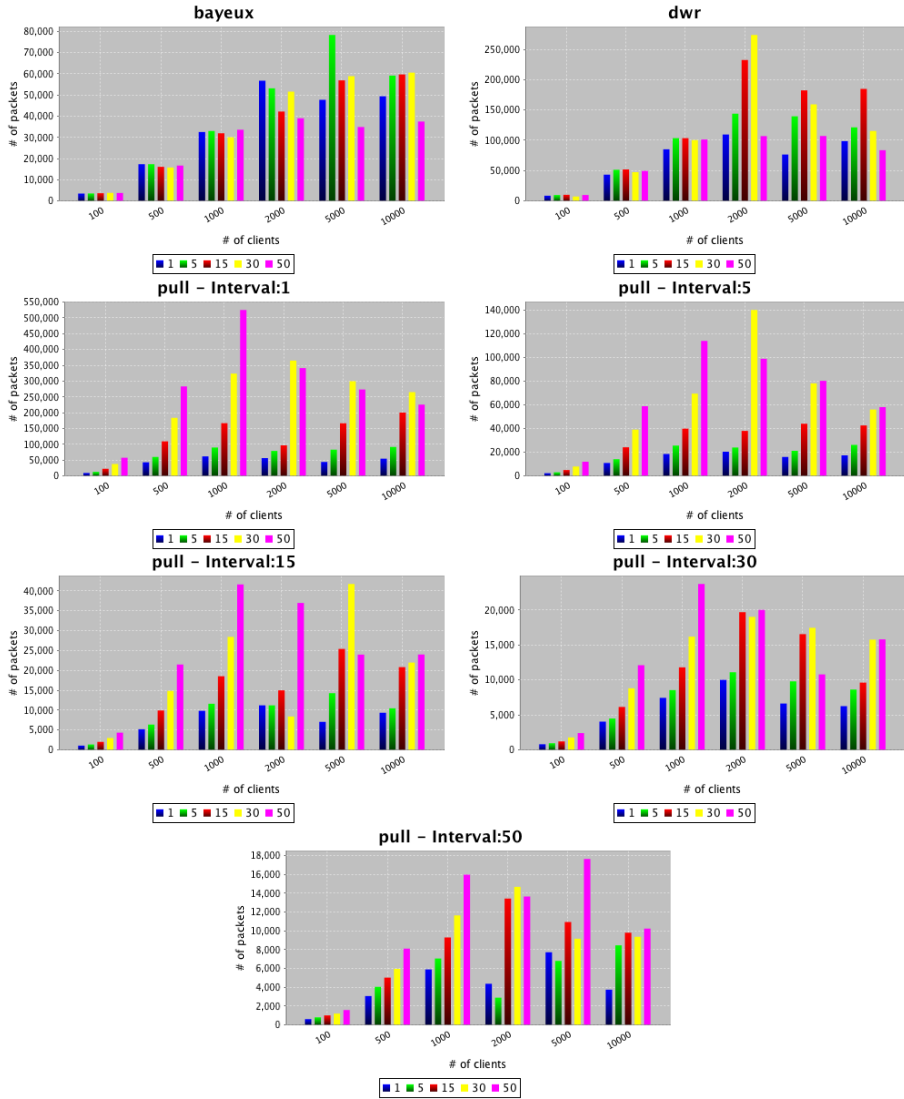 bayeux
# of packets
80,000
70,000
60,000
50,000
40,000
30,000
20,000
10,000
0
100 500 1000 2000 5000 10000
# of clients
1 5 15 30 50
dwr
# of packets
250,000
200,000
150,000
100,000
50,000
0
100 500 1000 2000 5000 10000
# of clients
1 5 15 30 50
pull - Interval:1
# of packets
550,000
500,000
450,000
400,000
350,000
300,000
250,000
200,000
150,000
100,000
50,000
0
100 500 1000 2000 5000 10000
# of clients
1 5 15 30 50
pull - Interval:5
# of packets
140,000
120,000
100,000
80,000
60,000
40,000
20,000
0
100 500 1000 2000 5000 10000
# of clients
1 5 15 30 50
pull - Interval:15
# of packets
40,000
35,000
30,000
25,000
20,000
15,000
10,000
5,000
0
100 500 1000 2000 5000 10000
# of clients
1 5 15 30 50
pull - Interval:30
# of packets
20,000
15,000
10,000
5,000
0
100 500 1000 2000 5000 10000
# of clients
1 5 15 30 50
pull - Interval:50
# of packets
18,000
16,000
14,000
12,000
10,000
8,000
6,000
4,000
2,000
0
100 500 1000 2000 5000 10000
# of clients
1 5 15 30 50